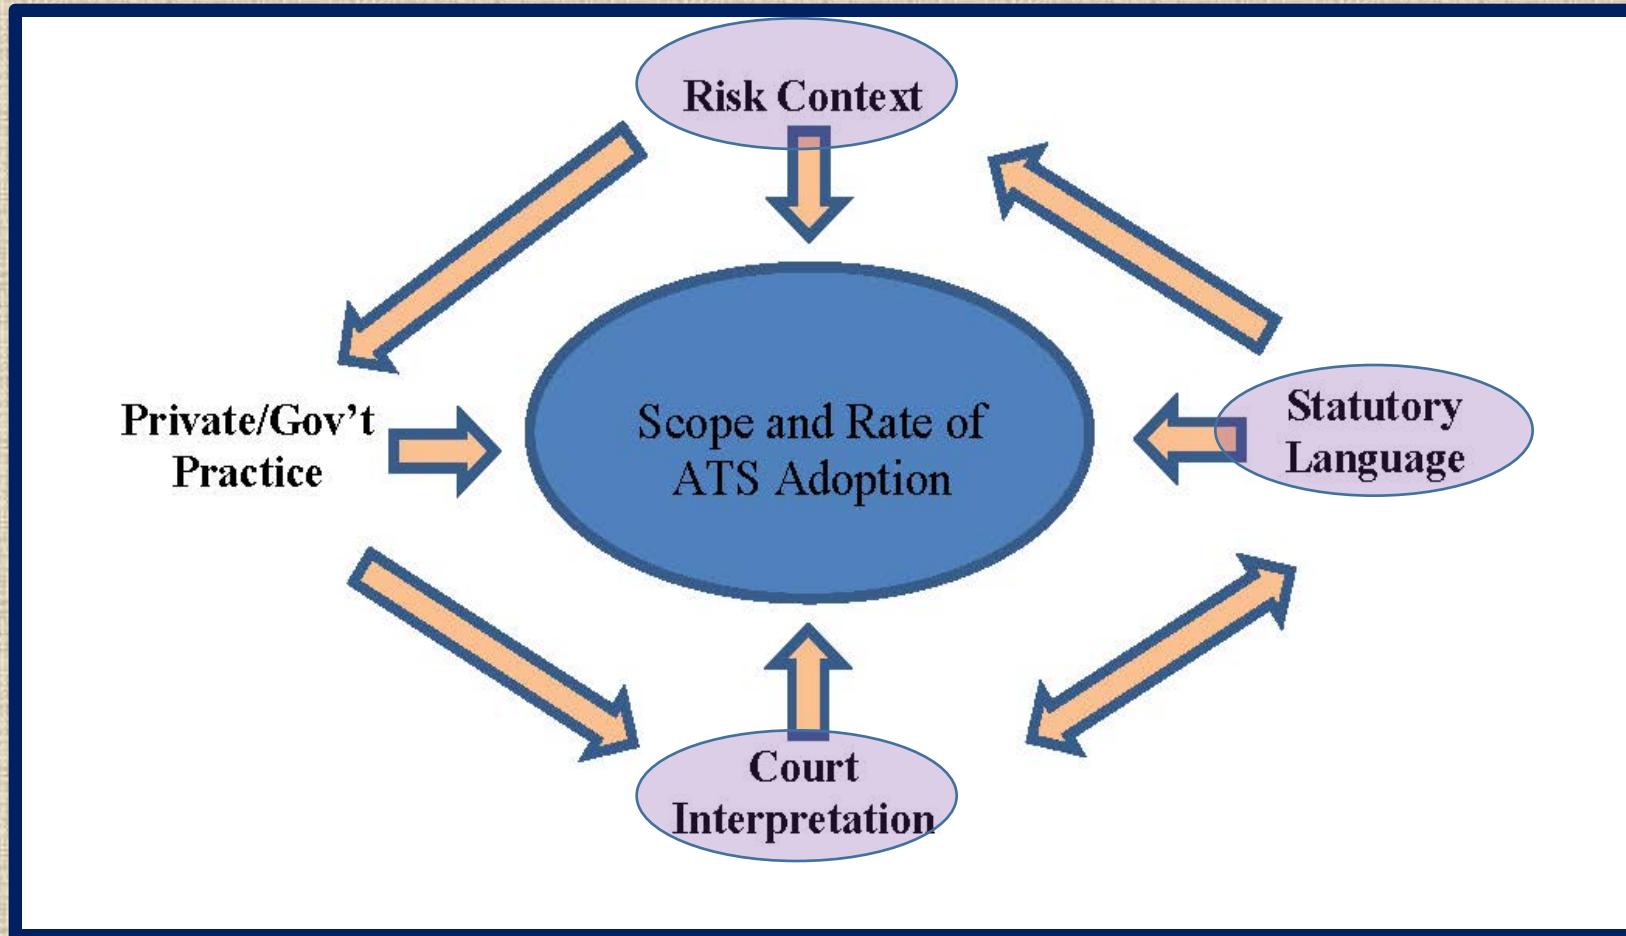 Risk Context
Private/Gov't
Practice
Scope and Rate of
ATS Adoption
Statutory
Language
Court
Interpretation